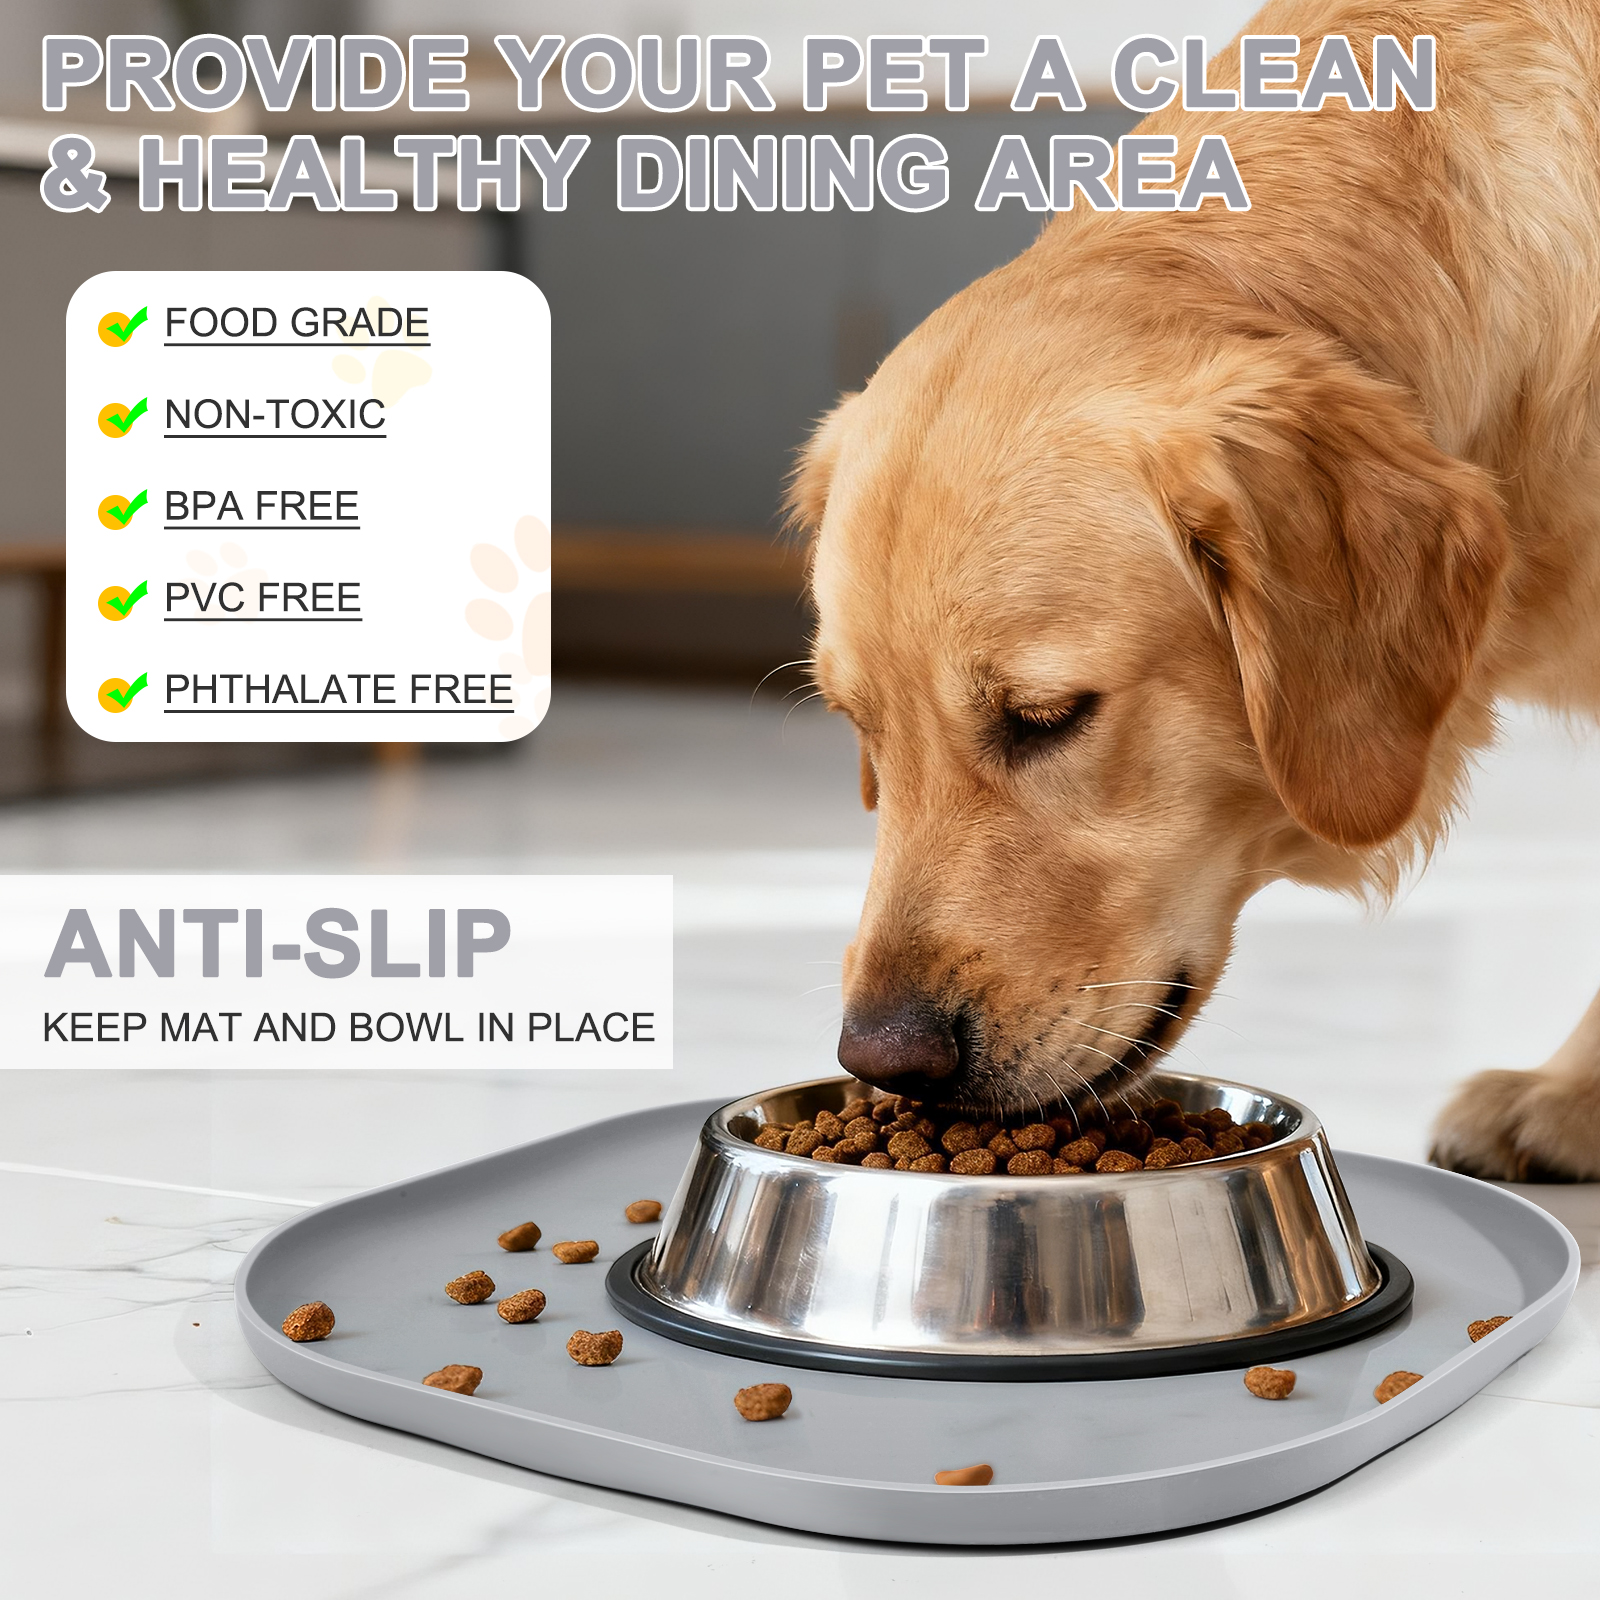 PROVIDE YOUR PET A CLEAN
& HEALTHY DINING AREA
FOOD GRADE
NON-TOXIC
BPA FREE
PVC FREE
PHTHALATE FREE
ANTI-SLIP
KEEP MAT AND BOWL IN PLACE